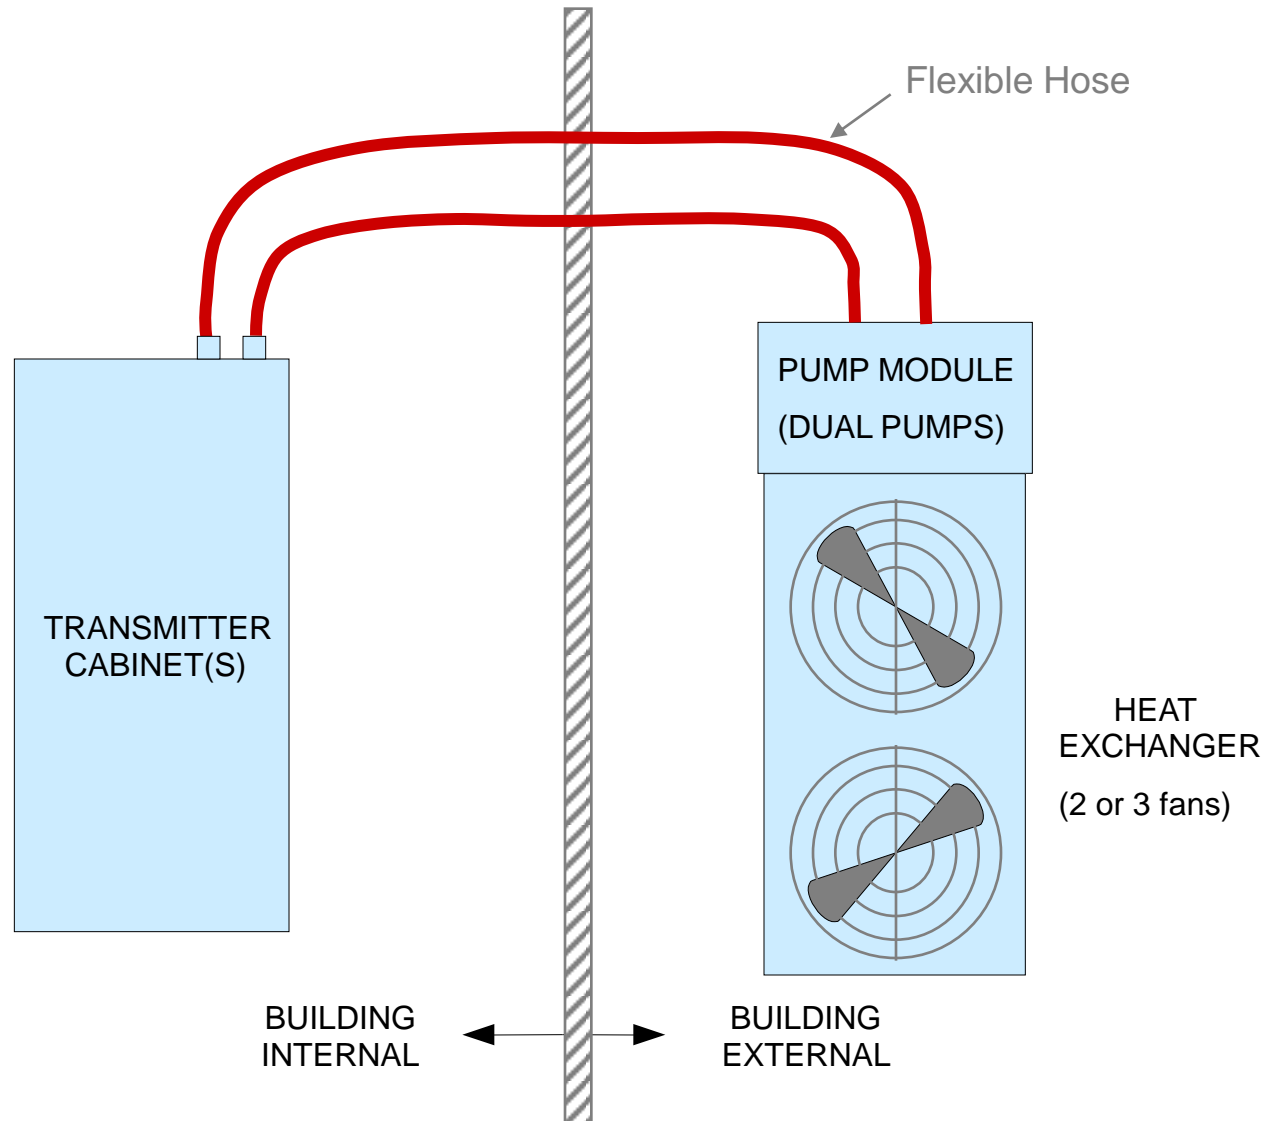 Flexible Hose
PUMP MODULE
(DUAL PUMPS)
TRANSMITTER
CABINET(S)
HEAT
EXCHANGER
(2 or 3 fans)
BUILDING
INTERNAL
BUILDING
EXTERNAL